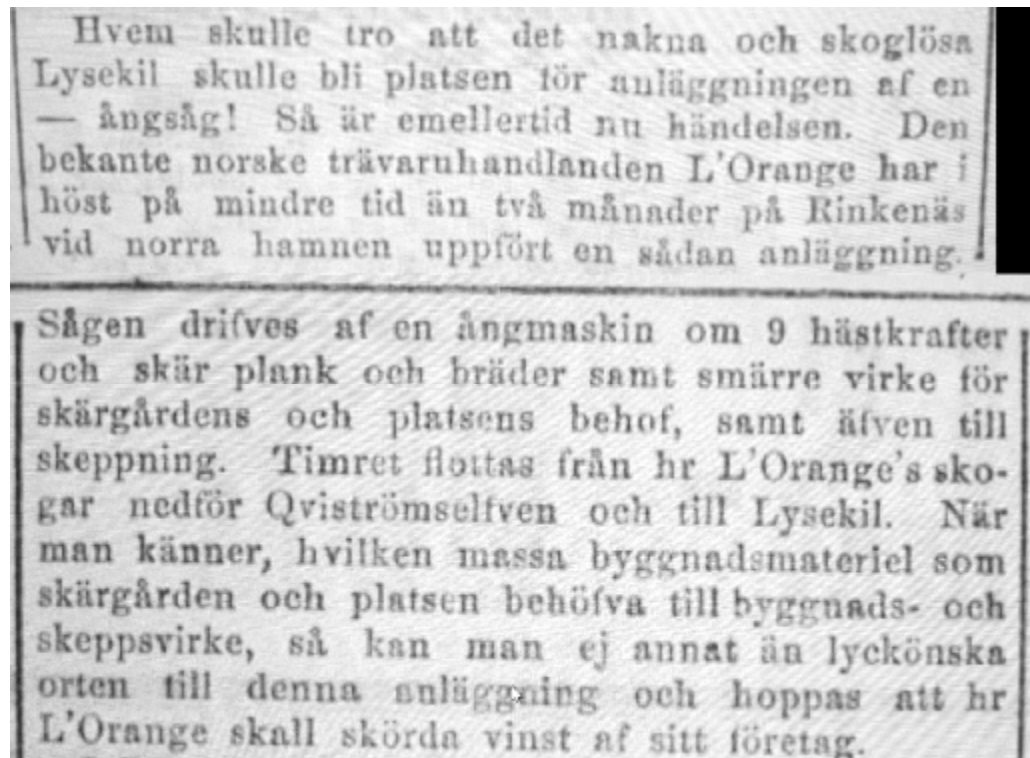 Hvem skulle tro att det nakna och skoglösa
Lysekil skulle bli platsen för anläggningen af en
— ångsåg! Så är emellertid nu händelsen. Den
bekante norske trävaruhandlanden L'Orange har i
höst på mindre tid än två månader på Rinkenäs
vid norra hamnen uppfört en sådan anläggning.
Sågen drifves af en ångmaskin om 9 hästkrafter
och skär plank och bräder samt smärre virke för
skärgårdens och platsens behof, samt äfven till
skeppning. Timret flottas från hr L'Orange's sko-
gar nedför Qviströmselfven och till Lysekil. När
man känner, hvilken massa byggnadsmateriel som
skärgården och platsen behöfva till byggnads- och
skeppsvirke, så kan man ej annat än lyckönska
orten till denna anläggning och hoppas att hr
L'Orange skall skörda vinst af sitt företag.